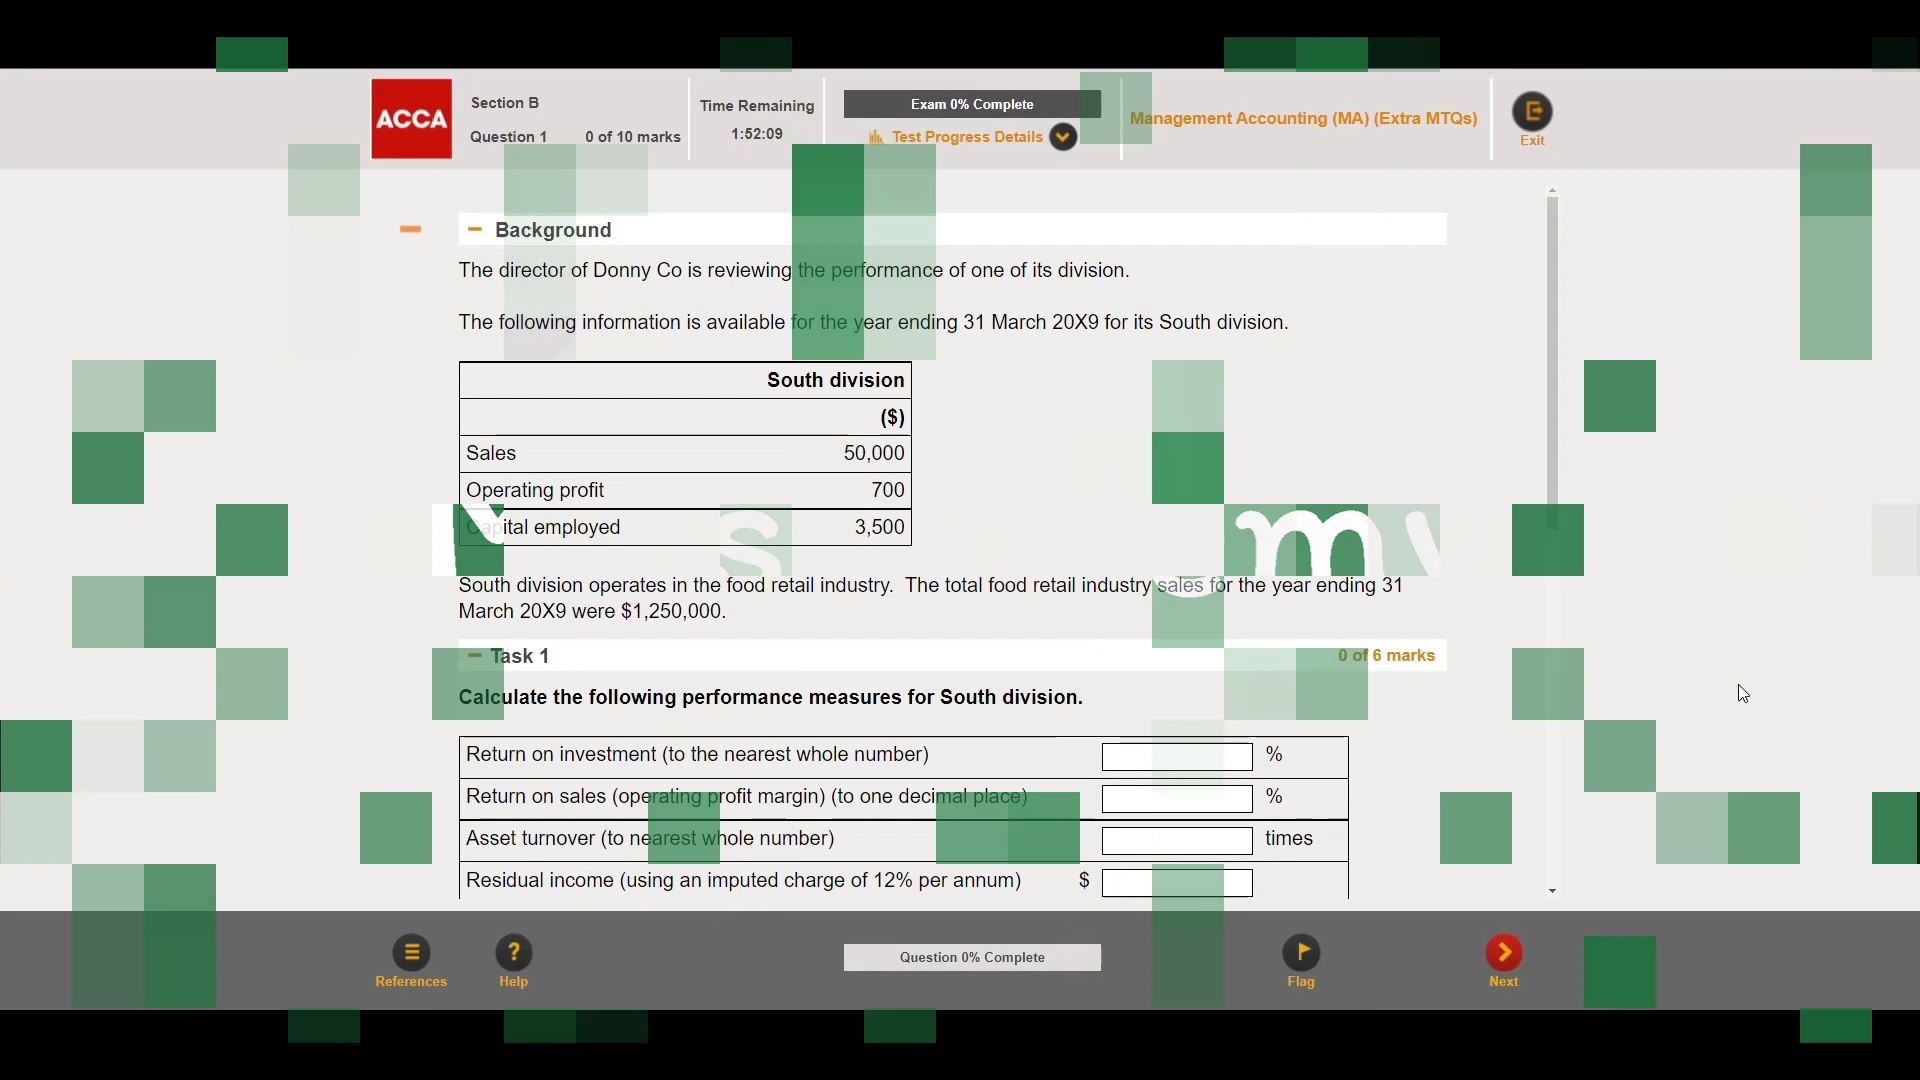 ACCA
Section B
Question 1
0 of 10 marks
Time Remaining
1:52:09
Exam 0% Complete
Test Progress Details
Management Accounting (MA) (Extra MTQs)
Exit
Background
The director of Donny Co is reviewing the performance of one of its division.
The following information is available for the year ending 31 March 20X9 for its South division.
South division
($)
Sales 50,000
Operating profit 700
Capital employed 3,500
South division operates in the food retail industry. The total food retail industry sales for the year ending 31
March 20X9 were $1,250,000.
Task 1
0 of 6 marks
Calculate the following performance measures for South division.
Return on investment (to the nearest whole number) %
Return on sales (operating profit margin) (to one decimal place) %
Asset turnover (to nearest whole number) times
Residual income (using an imputed charge of 12% per annum) $
References
Help
Question 0% Complete
Flag
Next